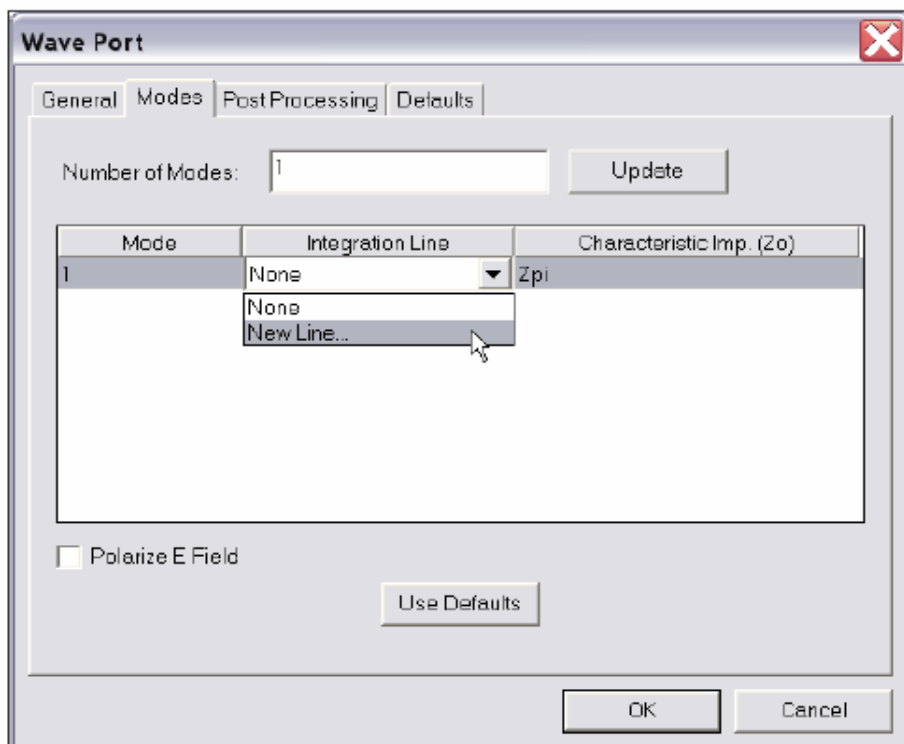 Wave Port
General Modes Post Processing Defaults
Number of Modes: 1 Update
Mode Integration Line Characteristic Imp. (Zo)
1 None Zpi
None
New Line...
Polarize E Field
Use Defaults
OK Cancel